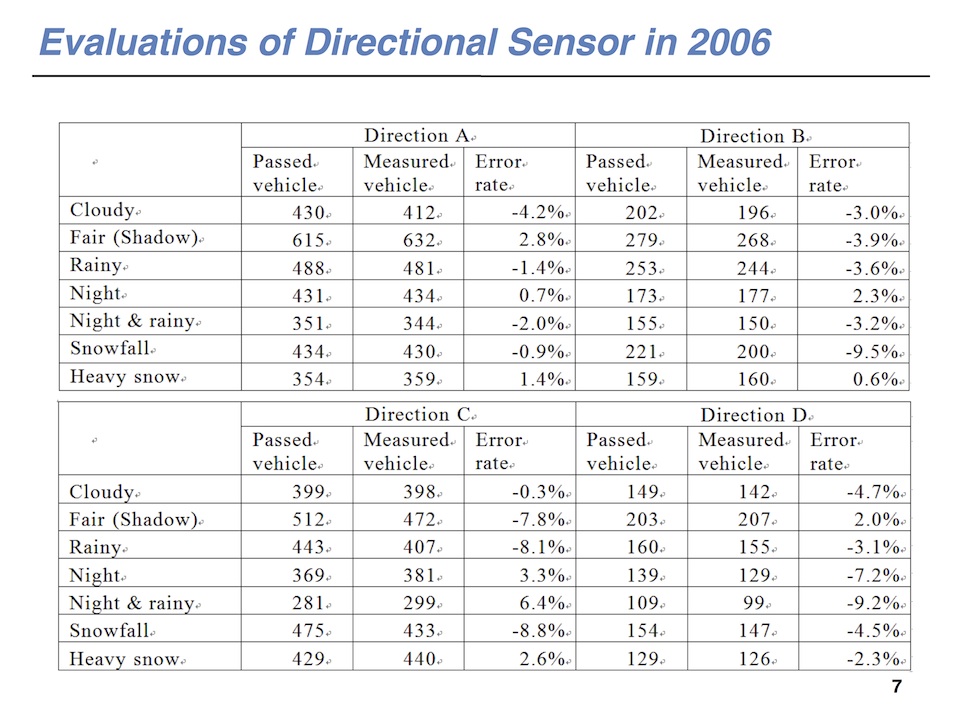 Evaluations of Directional Sensor in 2006
Direction A Direction B
Passed vehicle Measured vehicle Error rate Passed vehicle Measured vehicle Error rate
Cloudy 430 412 -4.2% 202 196 -3.0%
Fair (Shadow) 615 632 2.8% 279 268 -3.9%
Rainy 488 481 -1.4% 253 244 -3.6%
Night 431 434 0.7% 173 177 2.3%
Night & rainy 351 344 -2.0% 155 150 -3.2%
Snowfall 434 430 -0.9% 221 200 -9.5%
Heavy snow 354 359 1.4% 159 160 0.6%
Direction C Direction D
Passed vehicle Measured vehicle Error rate Passed vehicle Measured vehicle Error rate
Cloudy 399 398 -0.3% 149 142 -4.7%
Fair (Shadow) 512 472 -7.8% 203 207 2.0%
Rainy 443 407 -8.1% 160 155 -3.1%
Night 369 381 3.3% 139 129 -7.2%
Night & rainy 281 299 6.4% 109 99 -9.2%
Snowfall 475 433 -8.8% 154 147 -4.5%
Heavy snow 429 440 2.6% 129 126 -2.3%
7